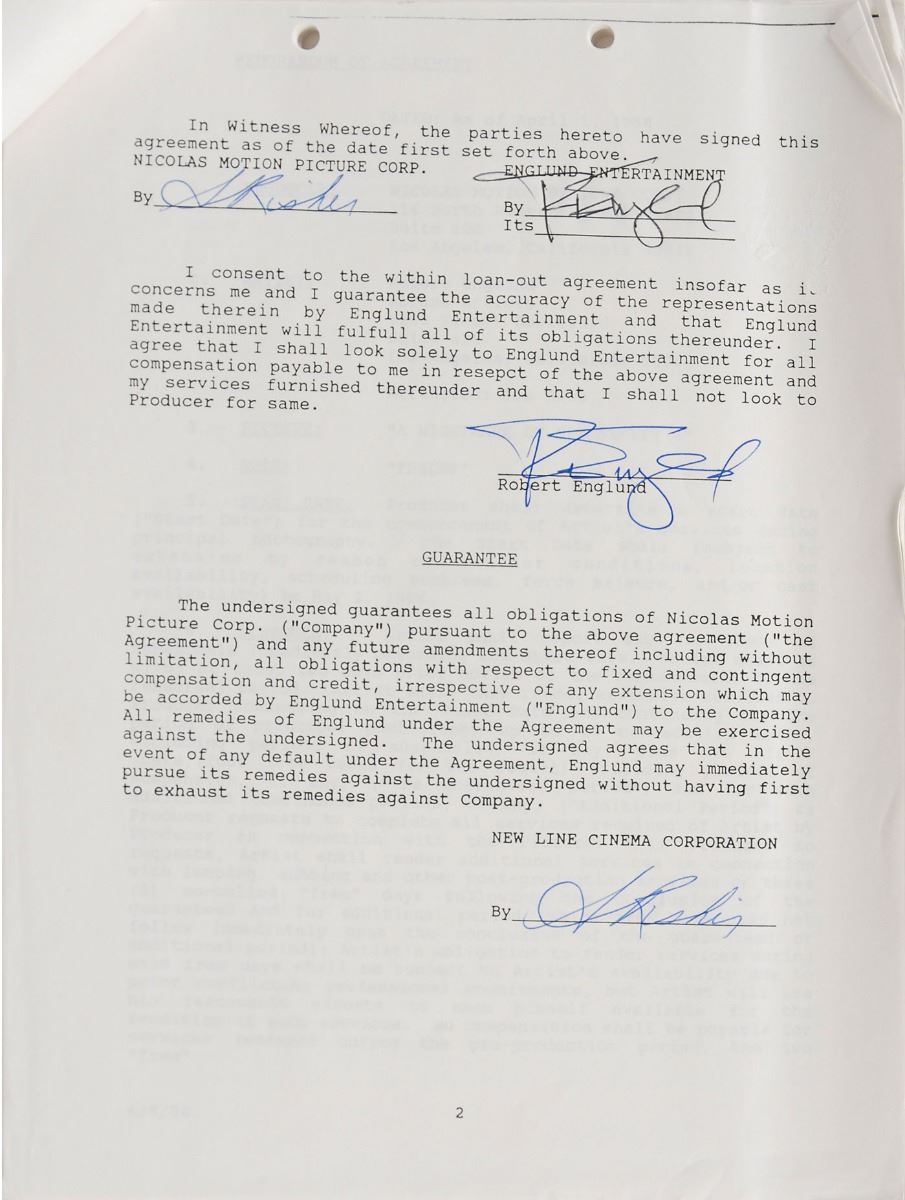 In Witness Whereof, the parties hereto have signed this
agreement as of the date first set forth above.
NICOLAS MOTION PICTURE CORP.
ENGLUND ENTERTAINMENT
By
By
Its
I consent to the within loan-out agreement insofar as
concerns me and I guarantee the accuracy of the representations
made therein by Englund Entertainment and that Englund
Entertainment will fulfull all of its obligations thereunder. I
agree that I shall look solely to Englund Entertainment for all
compensation payable to me in resepct of the above agreement and
my services furnished thereunder and that I shall not look to
Producer for same.
Robert Englund
GUARANTEE
The undersigned guarantees all obligations of Nicolas Motion
Picture Corp. ("Company") pursuant to the above agreement ("the
Agreement") and any future amendments thereof including without
limitation, all obligations with respect to fixed and contingent
compensation and credit, irrespective of any extension which may
be accorded by Englund Entertainment ("Englund") to the Company.
All remedies of Englund under the Agreement may be exercised
against the undersigned. The undersigned agrees that in the
event of any default under the Agreement, Englund may immediately
pursue its remedies against the undersigned without having first
to exhaust its remedies against Company.
NEW LINE CINEMA CORPORATION
By
2